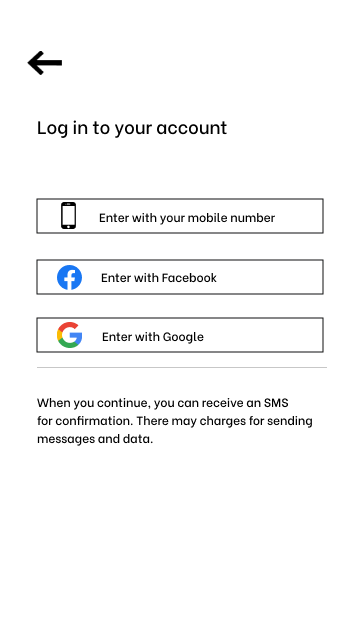 Log in to your account
Enter with your mobile number
Enter with Facebook
Enter with Google
When you continue, you can receive an SMS
for confirmation. There may charges for sending
messages and data.